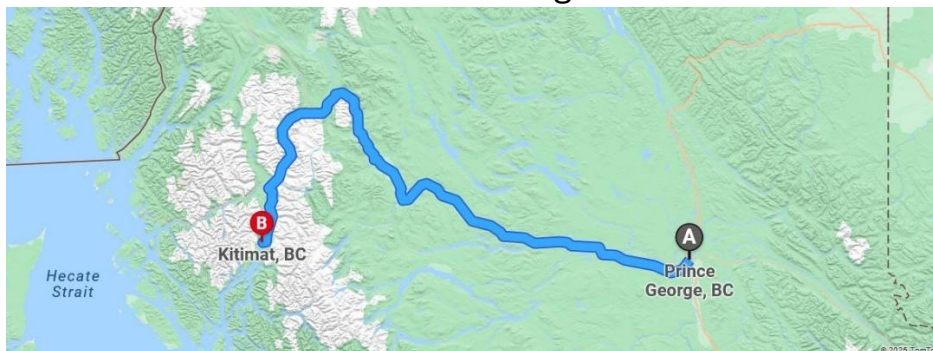 B
Kitimat, BC
Hecate
Strait
A
Prince
George, BC